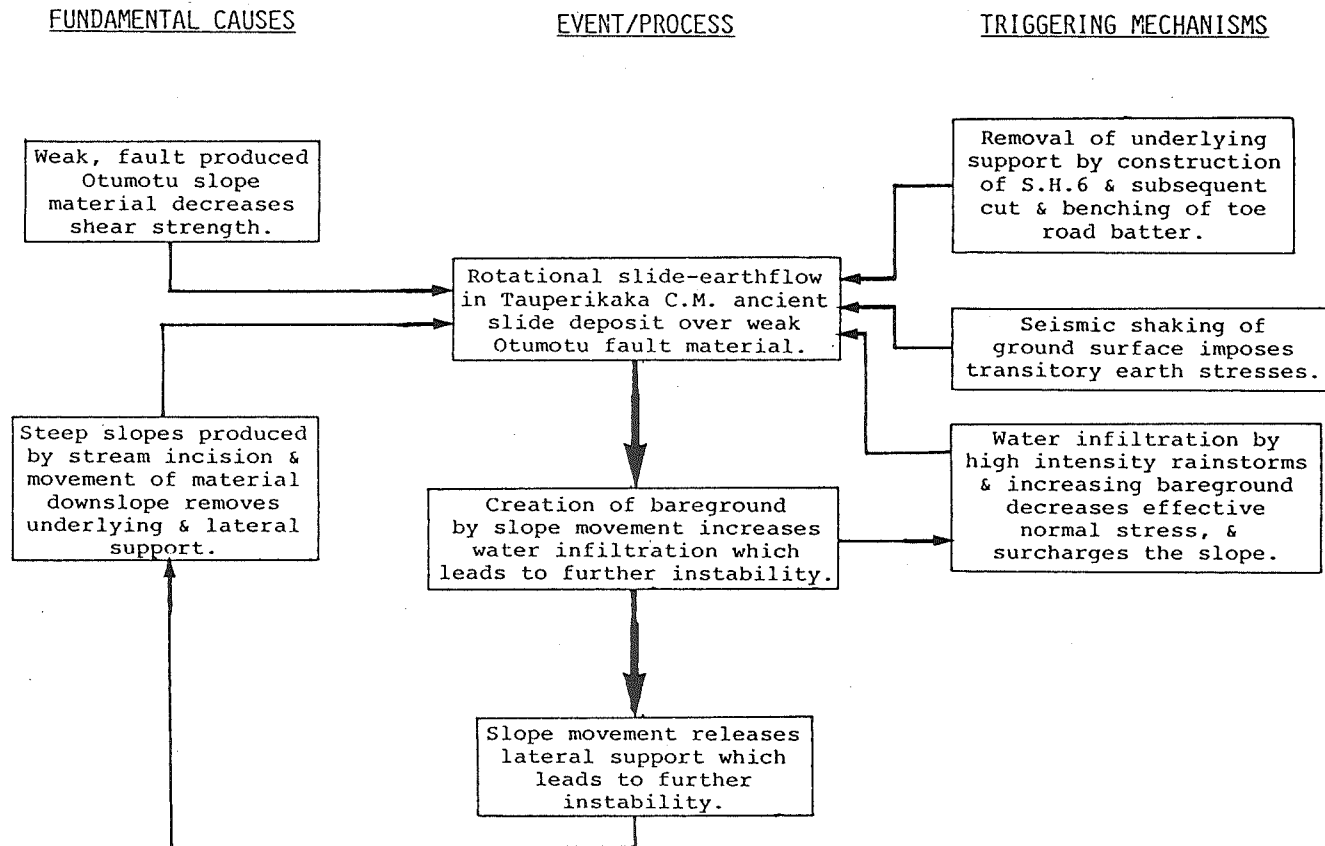 FUNDAMENTAL CAUSES
EVENT/PROCESS
TRIGGERING MECHANISMS
Weak, fault produced
Otumotu slope
material decreases
shear strength.
Steep slopes produced
by stream incision &
movement of material
downslope removes
underlying & lateral
support.
Rotational slide-earthflow
in Tauperikaka C.M. ancient
slide deposit over weak
Otumotu fault material.
Creation of bareground
by slope movement increases
water infiltration which
leads to further instability.
Slope movement releases
lateral support which
leads to further
instability.
Removal of underlying
support by construction
of S.H.6 & subsequent
cut & benching of toe
road batter.
Seismic shaking of
ground surface imposes
transitory earth stresses.
Water infiltration by
high intensity rainstorms
& increasing bareground
decreases effective
normal stress, &
surcharges the slope.